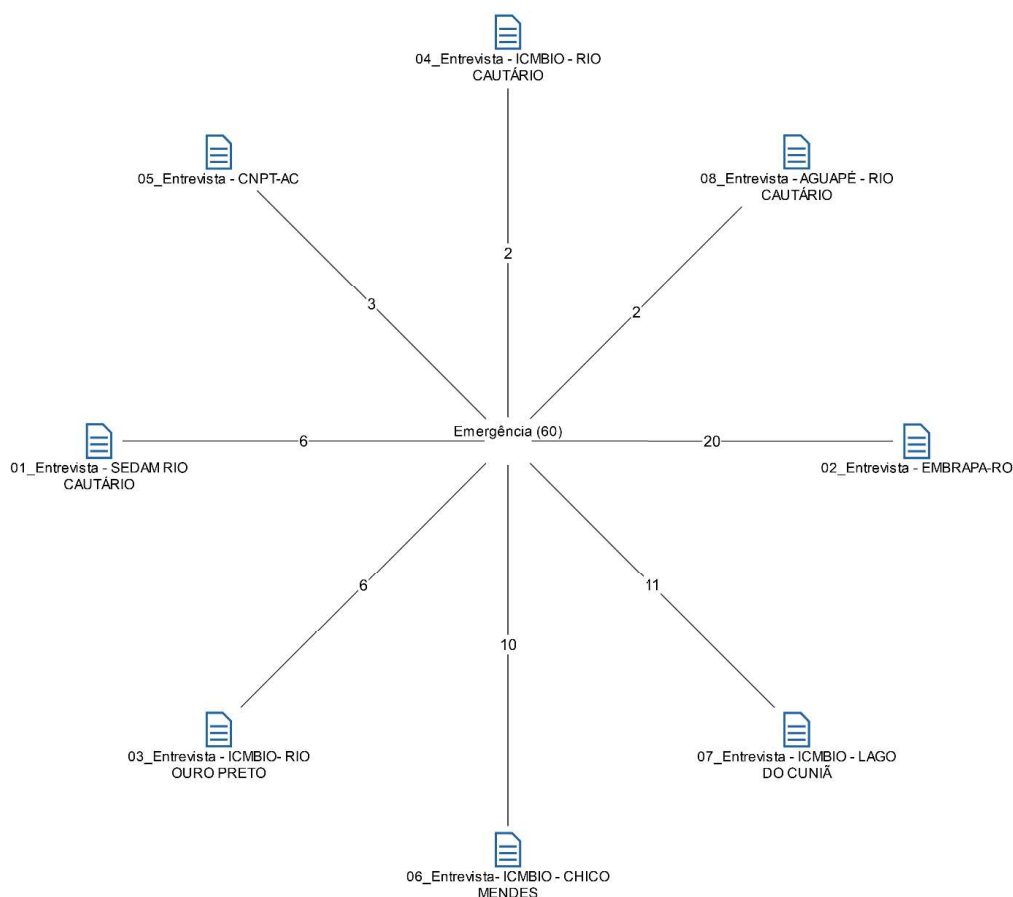 04_Entrevista - ICMBIO - RIO
CAUTÁRIO
05_Entrevista - CNPT-AC
08_Entrevista - AGUAPÉ - RIO
CAUTÁRIO
2
3
2
Emergência (60)
6
20
01_Entrevista - SEDAM RIO
CAUTÁRIO
02_Entrevista - EMBRAPA-RO
6
11
10
03_Entrevista - ICMBIO- RIO
OURO PRETO
07_Entrevista - ICMBIO - LAGO
DO CUNIÃ
06_Entrevista- ICMBIO - CHICO
MENDES